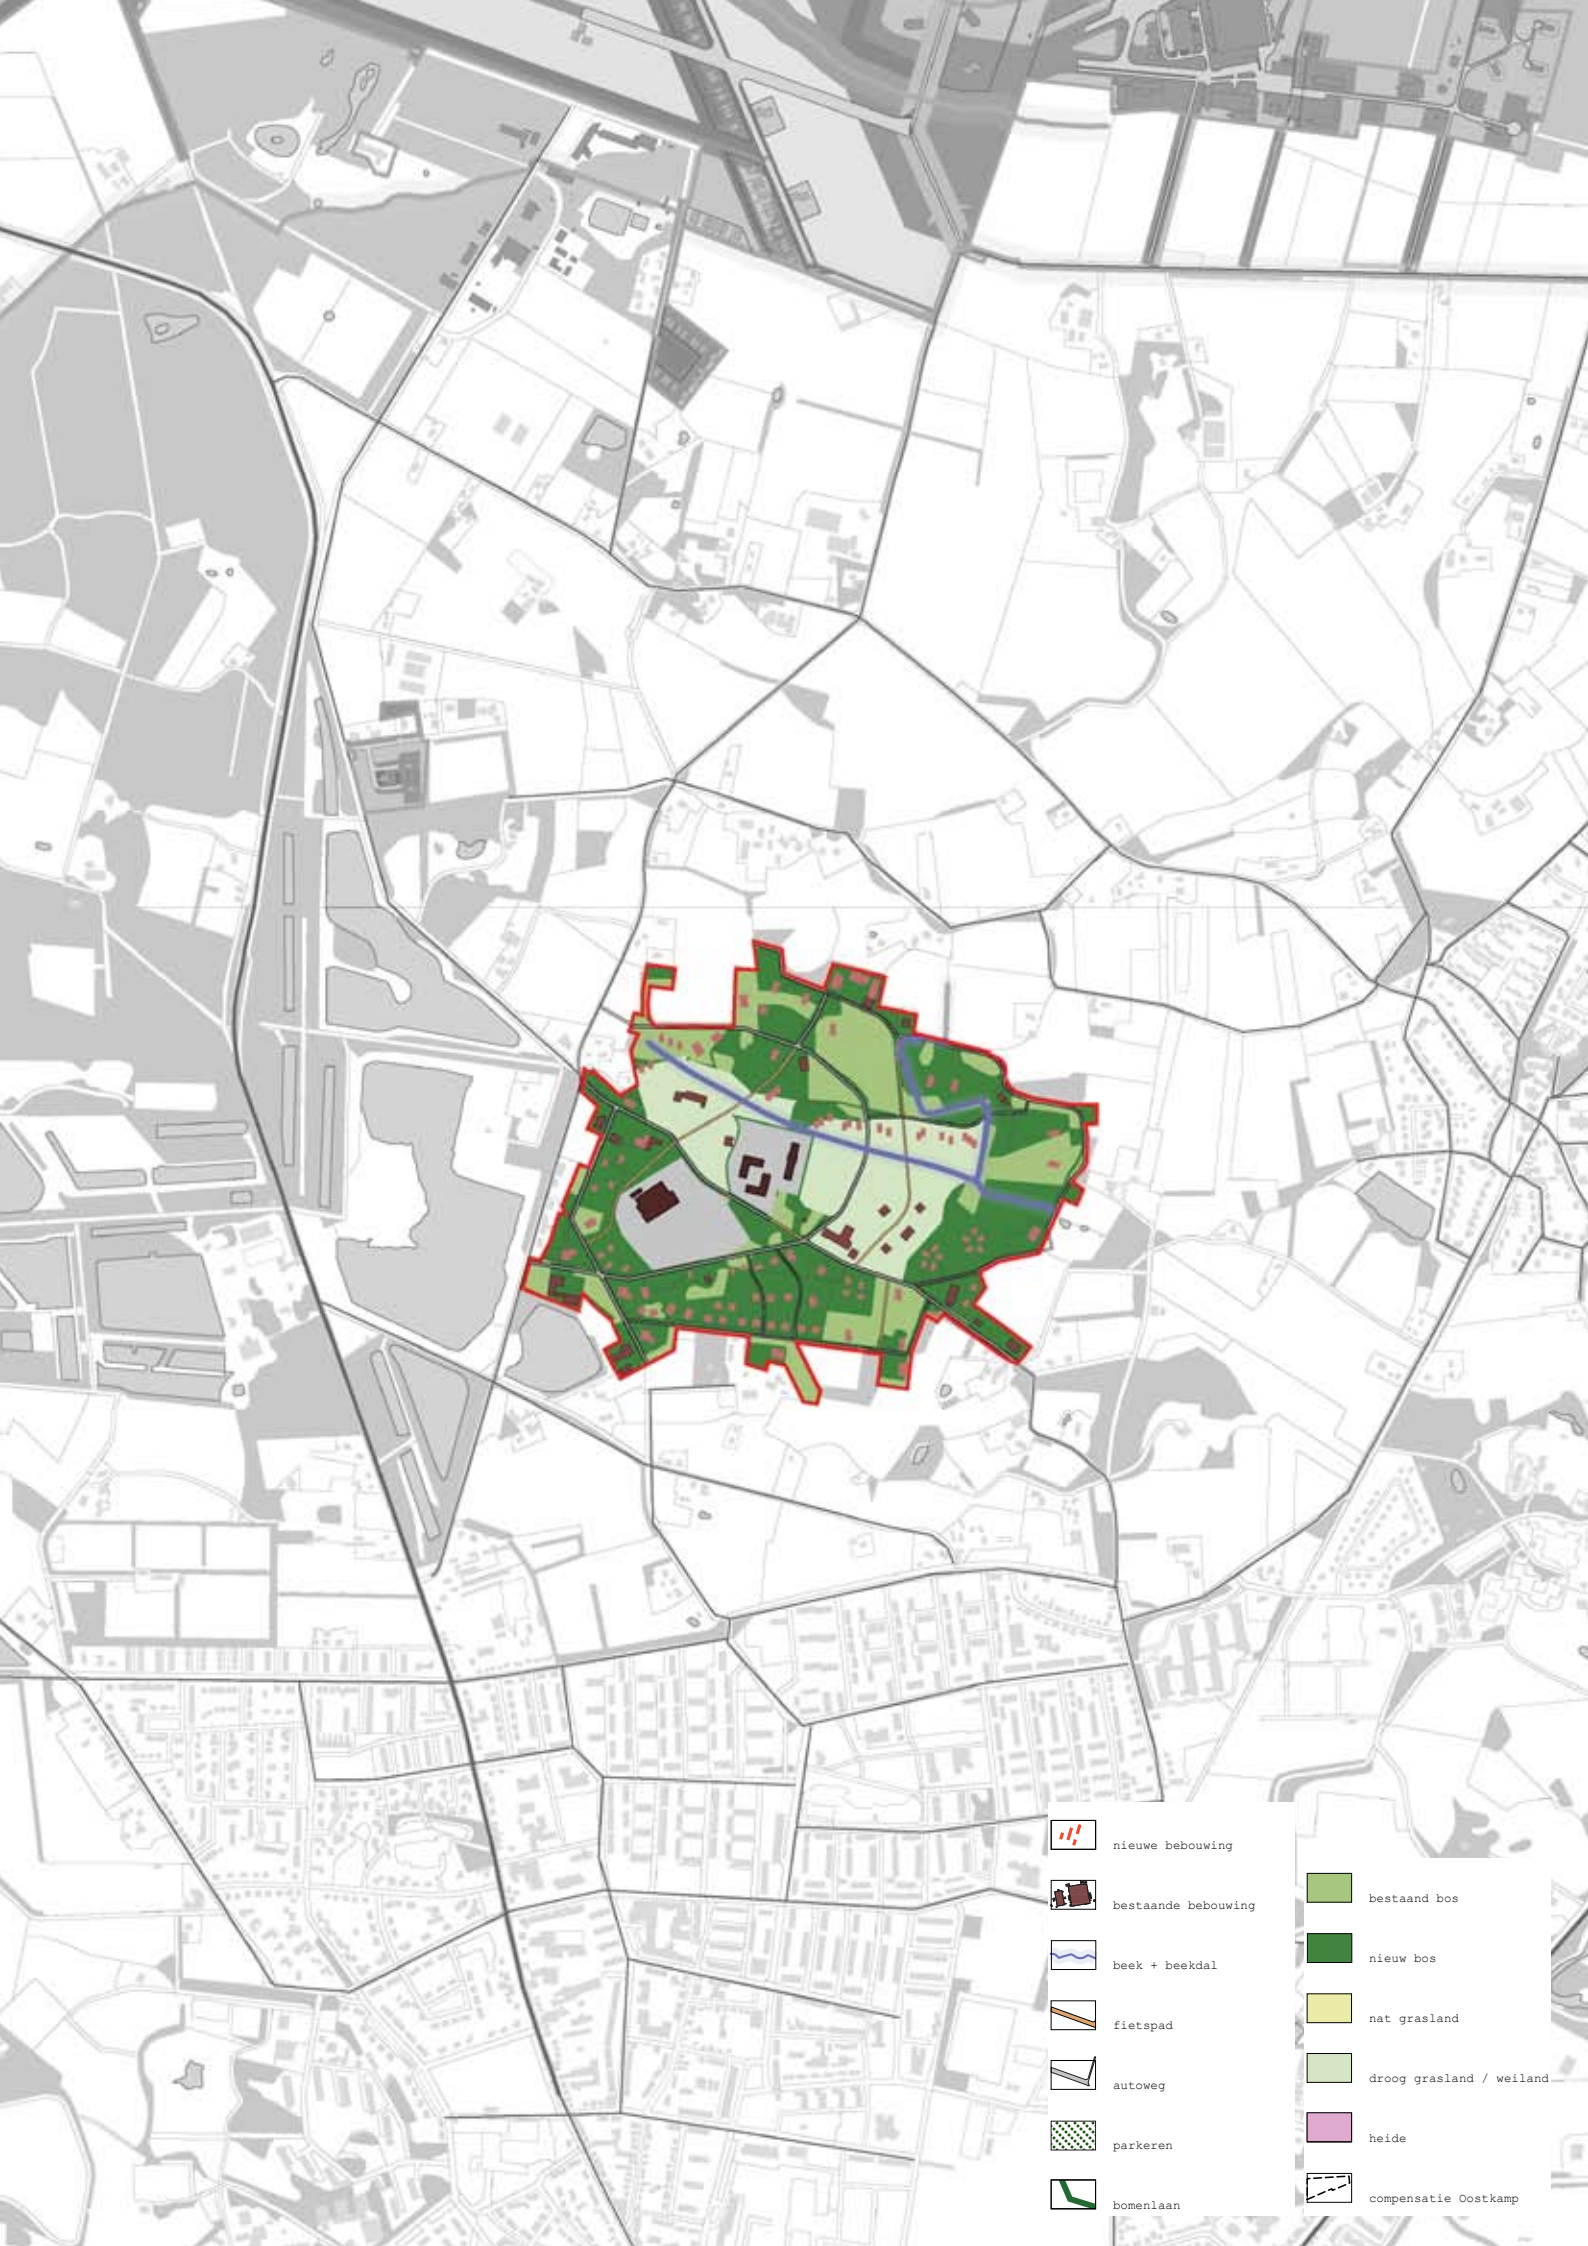 nieuwe bebouwing
bestaande bebouwing
beek + beekdal
fietspad
autoweg
parkeren
bomenlaan
bestaand bos
nieuw bos
nat grasland
droog grasland / weiland
heide
compensatie Oostkamp